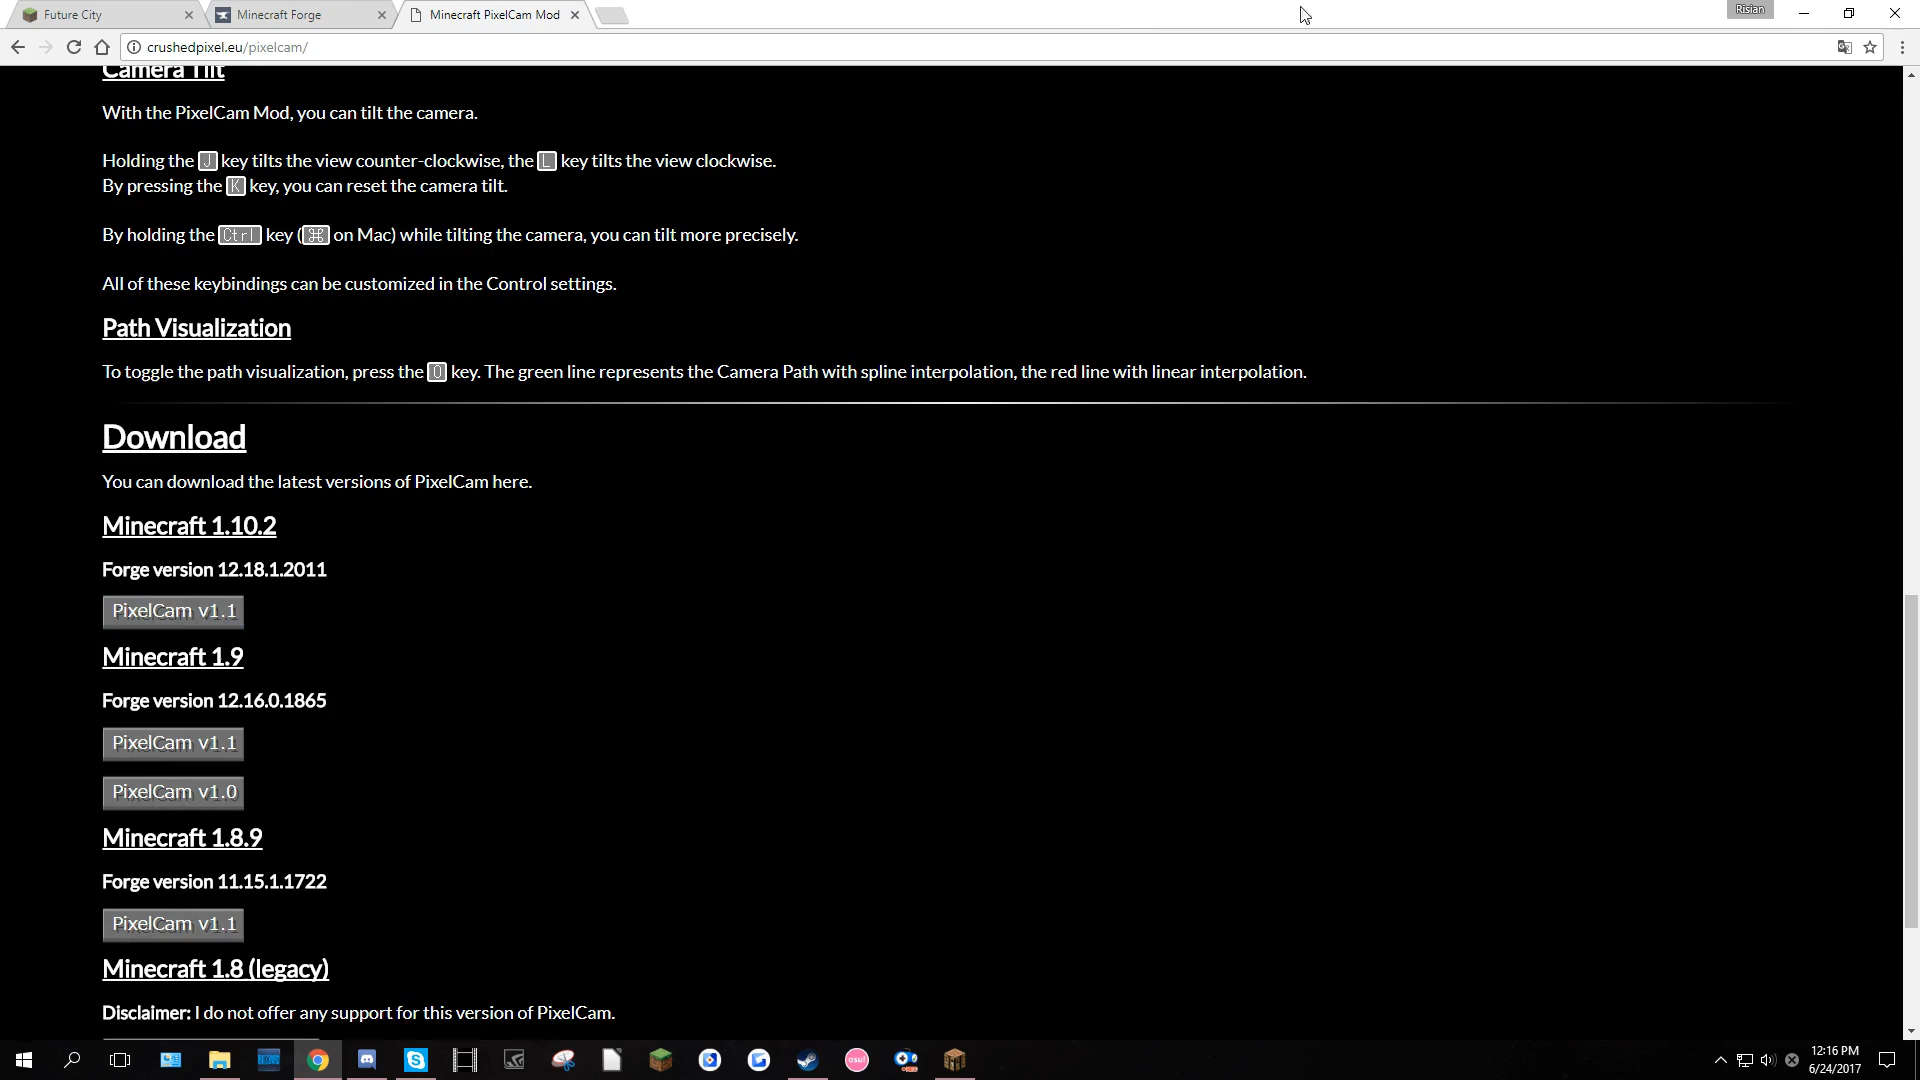 Future City
Minecraft Forge
Minecraft PixelCam Mod
Risian
crushedpixel.eu/pixelcam/
Camera Tilt
With the PixelCam Mod, you can tilt the camera.
Holding the J key tilts the view counter-clockwise, the L key tilts the view clockwise.
By pressing the K key, you can reset the camera tilt.
By holding the Ctrl key (⌘ on Mac) while tilting the camera, you can tilt more precisely.
All of these keybindings can be customized in the Control settings.
Path Visualization
To toggle the path visualization, press the O key. The green line represents the Camera Path with spline interpolation, the red line with linear interpolation.
Download
You can download the latest versions of PixelCam here.
Minecraft 1.10.2
Forge version 12.18.1.2011
PixelCam v1.1
Minecraft 1.9
Forge version 12.16.0.1865
PixelCam v1.1
PixelCam v1.0
Minecraft 1.8.9
Forge version 11.15.1.1722
PixelCam v1.1
Minecraft 1.8 (legacy)
Disclaimer: I do not offer any support for this version of PixelCam.
osu!
12:16 PM
6/24/2017